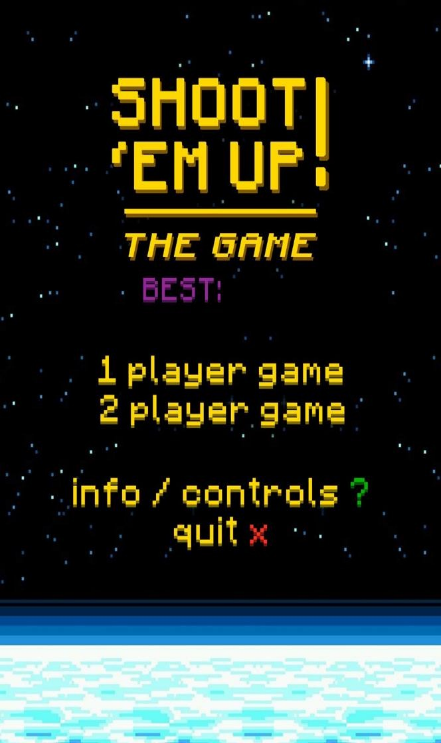 SHOOT
'EM UP!
THE GAME
BEST:
1 player game
2 player game
info / controls ?
quit x